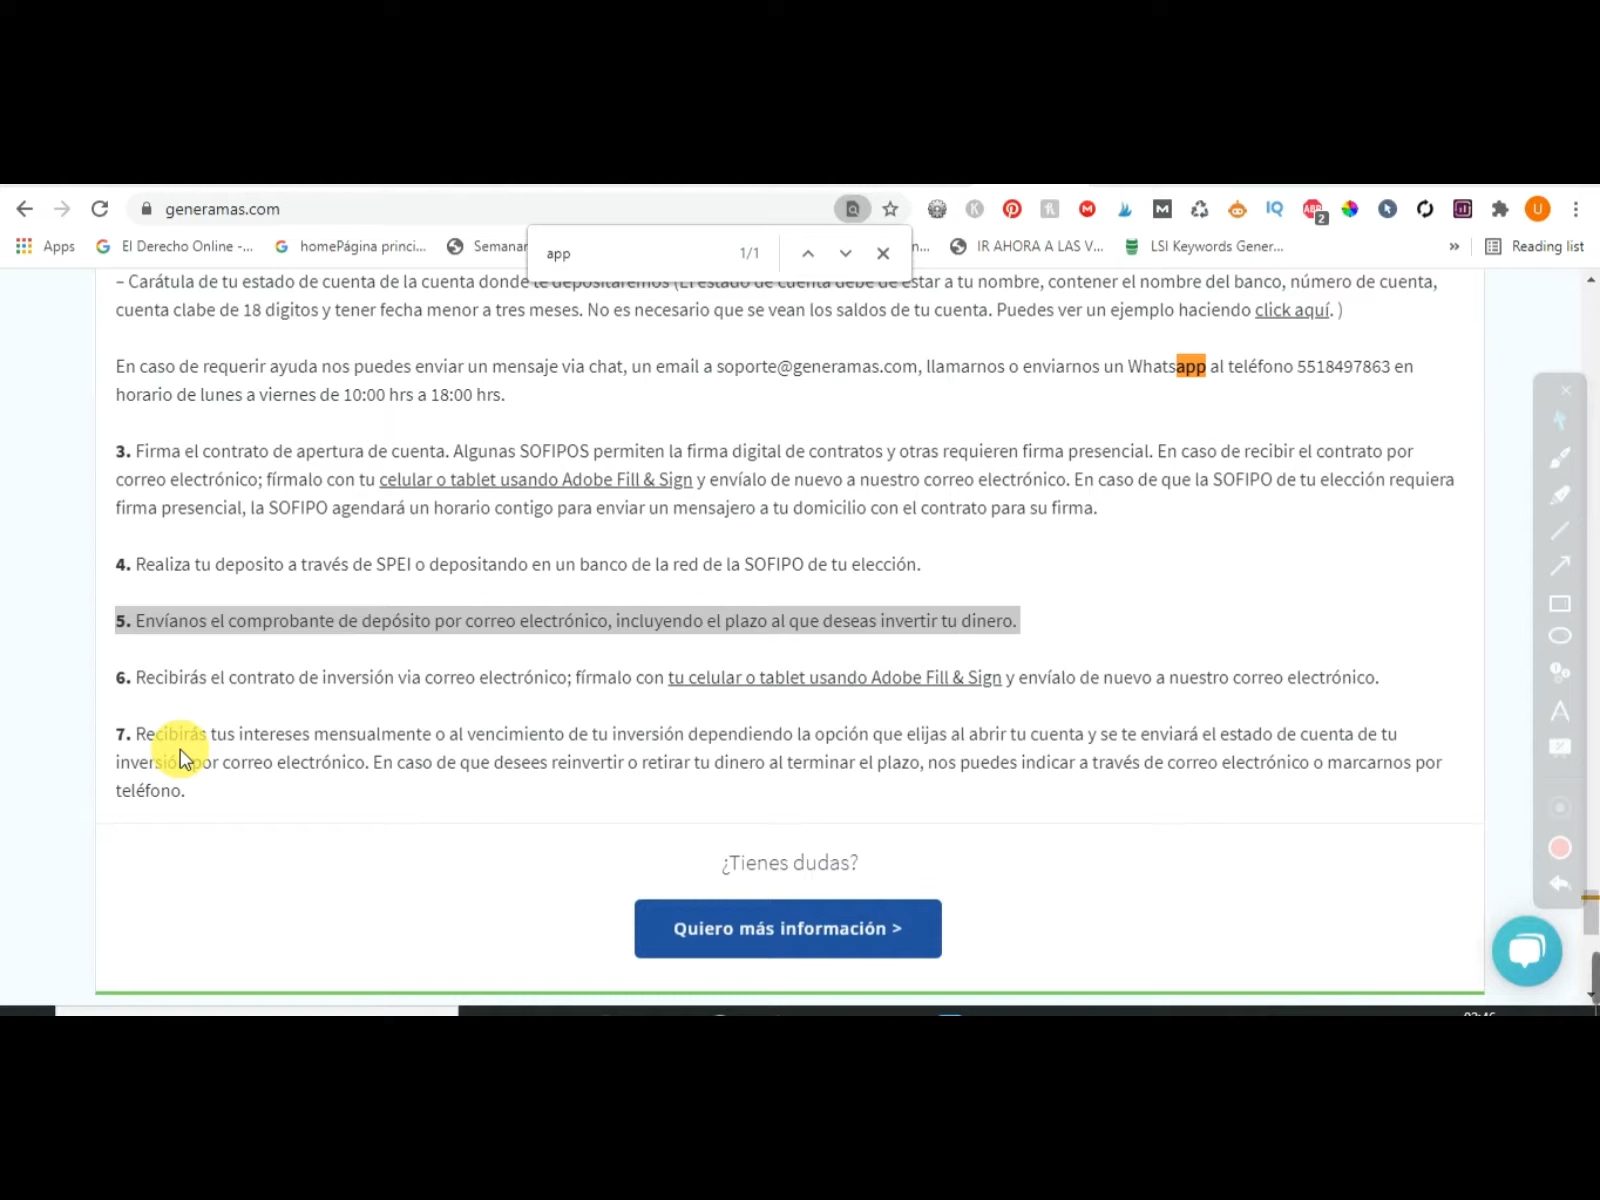 generamas.com
2
U
Apps
El Derecho Online -...
homePágina princi...
Semanar
app
1/1
n...
IR AHORA A LAS V...
LSI Keywords Gener...
»
Reading list
– Carátula de tu estado de cuenta de la cuenta donde te depositaremos (El estado de cuenta debe de estar a tu nombre, contener el nombre del banco, número de cuenta,
cuenta clabe de 18 digitos y tener fecha menor a tres meses. No es necesario que se vean los saldos de tu cuenta. Puedes ver un ejemplo haciendo click aquí. )
En caso de requerir ayuda nos puedes enviar un mensaje via chat, un email a soporte@generamas.com, llamarnos o enviarnos un Whatsapp al teléfono 5518497863 en
horario de lunes a viernes de 10:00 hrs a 18:00 hrs.
3. Firma el contrato de apertura de cuenta. Algunas SOFIPOS permiten la firma digital de contratos y otras requieren firma presencial. En caso de recibir el contrato por
correo electrónico; fírmalo con tu celular o tablet usando Adobe Fill & Sign y envíalo de nuevo a nuestro correo electrónico. En caso de que la SOFIPO de tu elección requiera
firma presencial, la SOFIPO agendará un horario contigo para enviar un mensajero a tu domicilio con el contrato para su firma.
4. Realiza tu deposito a través de SPEI o depositando en un banco de la red de la SOFIPO de tu elección.
5. Envíanos el comprobante de depósito por correo electrónico, incluyendo el plazo al que deseas invertir tu dinero.
6. Recibirás el contrato de inversión via correo electrónico; fírmalo con tu celular o tablet usando Adobe Fill & Sign y envíalo de nuevo a nuestro correo electrónico.
7. Recibirás tus intereses mensualmente o al vencimiento de tu inversión dependiendo la opción que elijas al abrir tu cuenta y se te enviará el estado de cuenta de tu
inversión por correo electrónico. En caso de que desees reinvertir o retirar tu dinero al terminar el plazo, nos puedes indicar a través de correo electrónico o marcarnos por
teléfono.
¿Tienes dudas?
Quiero más información >